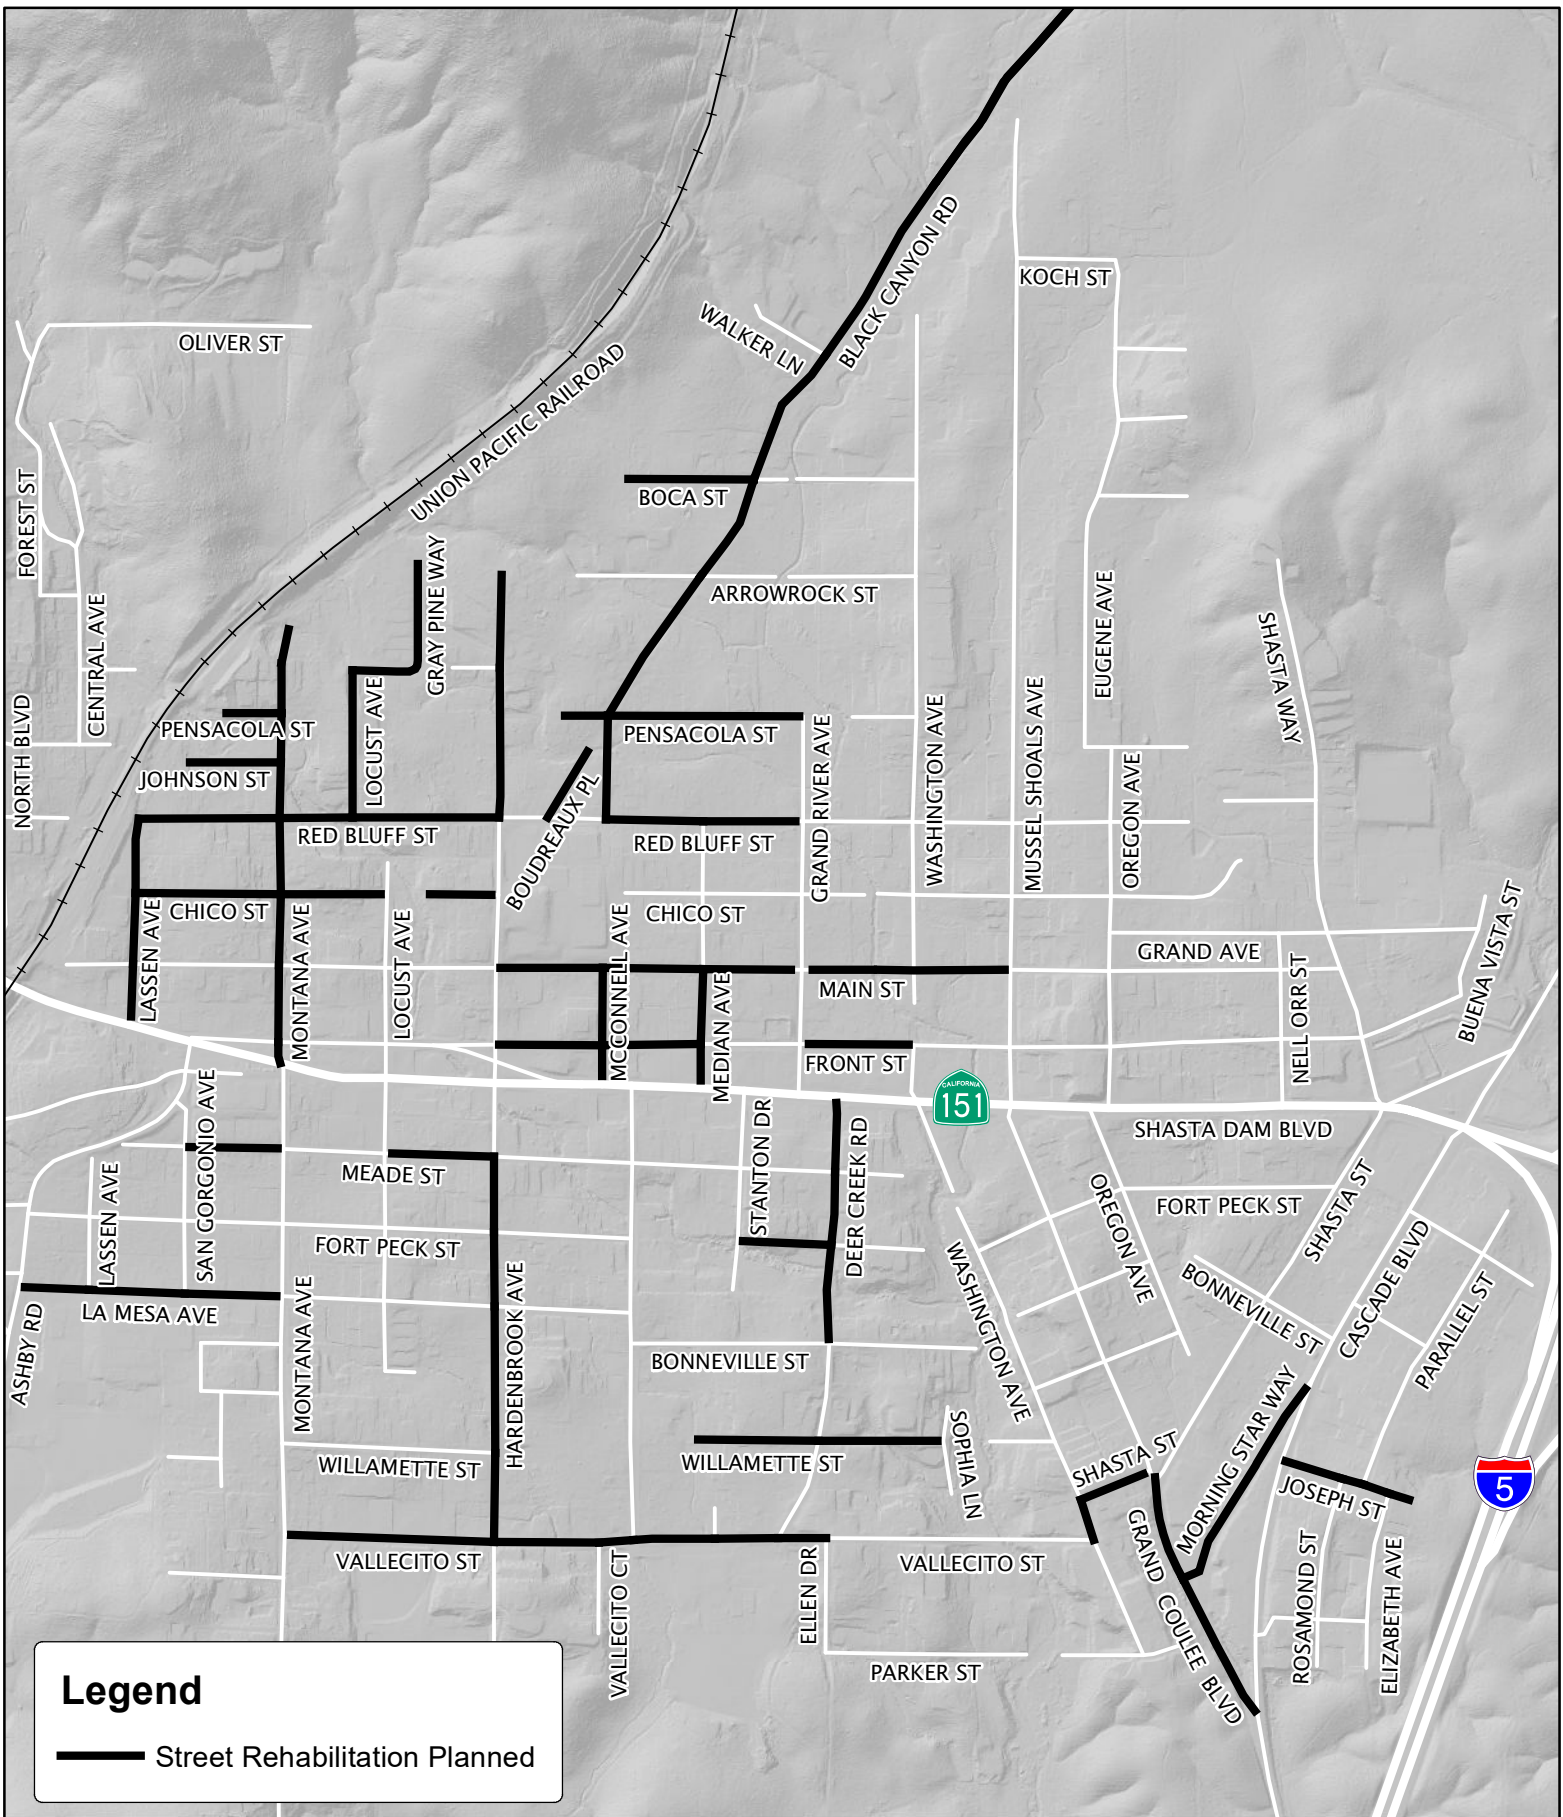 BLACK CANYON RD
KOCH ST
WALKER LN
OLIVER ST
UNION PACIFIC RAILROAD
FOREST ST
BOCA ST
GRAY PINE WAY
ARROWROCK ST
EUGENE AVE
CENTRAL AVE
SHASTA WAY
NORTH BLVD
PENSACOLA ST
LOCUST AVE
PENSACOLA ST
GRAND RIVER AVE
WASHINGTON AVE
MUSSEL SHOALS AVE
OREGON AVE
JOHNSON ST
BOUDREAUX PL
RED BLUFF ST
RED BLUFF ST
LASSEN AVE
CHICO ST
MONTANA AVE
LOCUST AVE
MCCONNELL AVE
CHICO ST
GRAND AVE
BUENA VISTA ST
MEDIAN AVE
MAIN ST
NELL ORR ST
FRONT ST
CALIFORNIA
151
SHASTA DAM BLVD
SAN GORGONIO AVE
STANTON DR
DEER CREEK RD
LASSEN AVE
MEADE ST
OREGON AVE
FORT PECK ST
SHASTA ST
FORT PECK ST
CASCADE BLVD
LA MESA AVE
ASHBY RD
MONTANA AVE
HARDENBROOK AVE
WASHINGTON AVE
BONNEVILLE ST
PARALLEL ST
BONNEVILLE ST
MORNING STAR WAY
WILLAMETTE ST
WILLAMETTE ST
SOPHIA LN
SHASTA ST
JOSEPH ST
5
VALLECITO ST
VALLECITO CT
ELLEN DR
VALLECITO ST
GRAND COULEE BLVD
ROSAMOND ST
ELIZABETH AVE
PARKER ST
Legend
Street Rehabilitation Planned